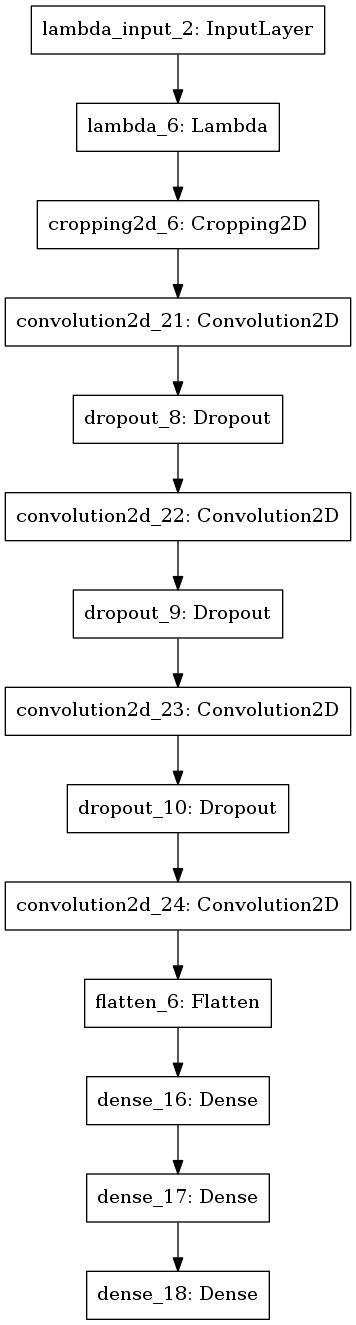 lambda_input_2: InputLayer
lambda_6: Lambda
cropping2d_6: Cropping2D
convolution2d_21: Convolution2D
dropout_8: Dropout
convolution2d_22: Convolution2D
dropout_9: Dropout
convolution2d_23: Convolution2D
dropout_10: Dropout
convolution2d_24: Convolution2D
flatten_6: Flatten
dense_16: Dense
dense_17: Dense
dense_18: Dense